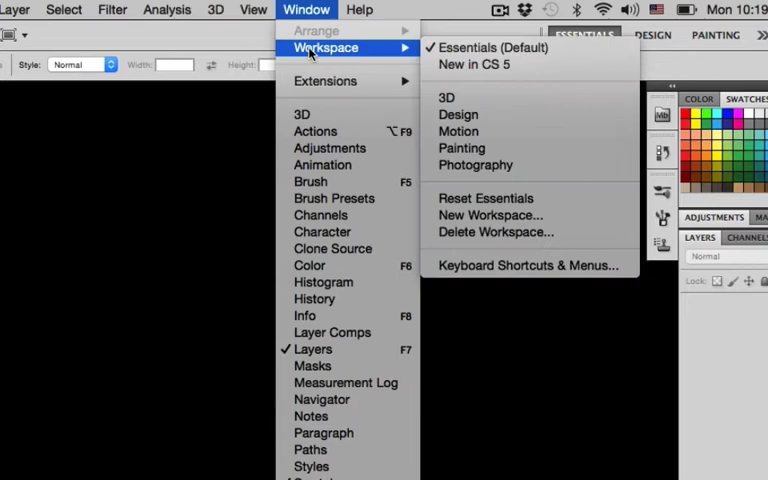 Layer Select Filter Analysis 3D View Window Help Mon 10:19
ESSENTIALS DESIGN PAINTING
Style: Normal Width: Height:
Arrange
Workspace
Extensions
3D
Actions ⌥F9
Adjustments
Animation
Brush F5
Brush Presets
Channels
Character
Clone Source
Color F6
Histogram
History
Info F8
Layer Comps
✓ Layers F7
Masks
Measurement Log
Navigator
Notes
Paragraph
Paths
Styles
✓ Essentials (Default)
New in CS 5
3D
Design
Motion
Painting
Photography
Reset Essentials
New Workspace...
Delete Workspace...
Keyboard Shortcuts & Menus...
Mb
COLOR SWATCHES
ADJUSTMENTS MA
LAYERS CHANNELS
Normal
Lock: